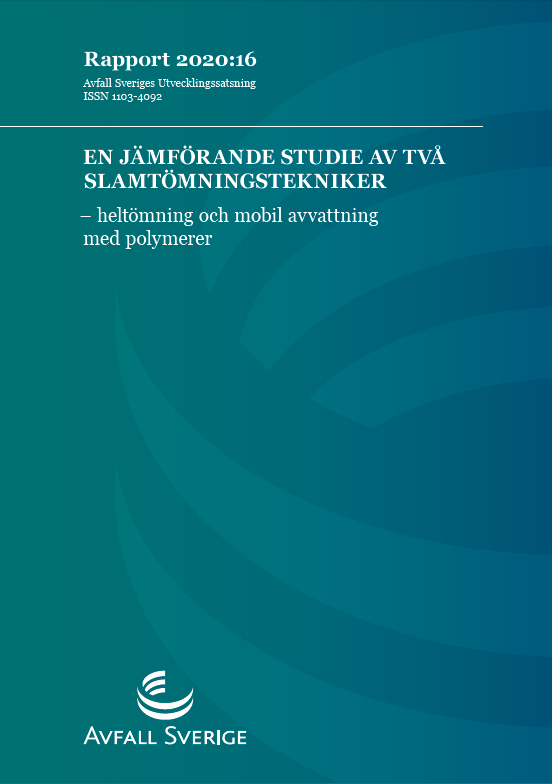 Rapport 2020:16
Avfall Sveriges Utvecklingssatsning
ISSN 1103-4092
EN JÄMFÖRANDE STUDIE AV TVÅ
SLAMTÖMNINGSTEKNIKER
– heltömning och mobil avvattning
med polymerer
AVFALL SVERIGE